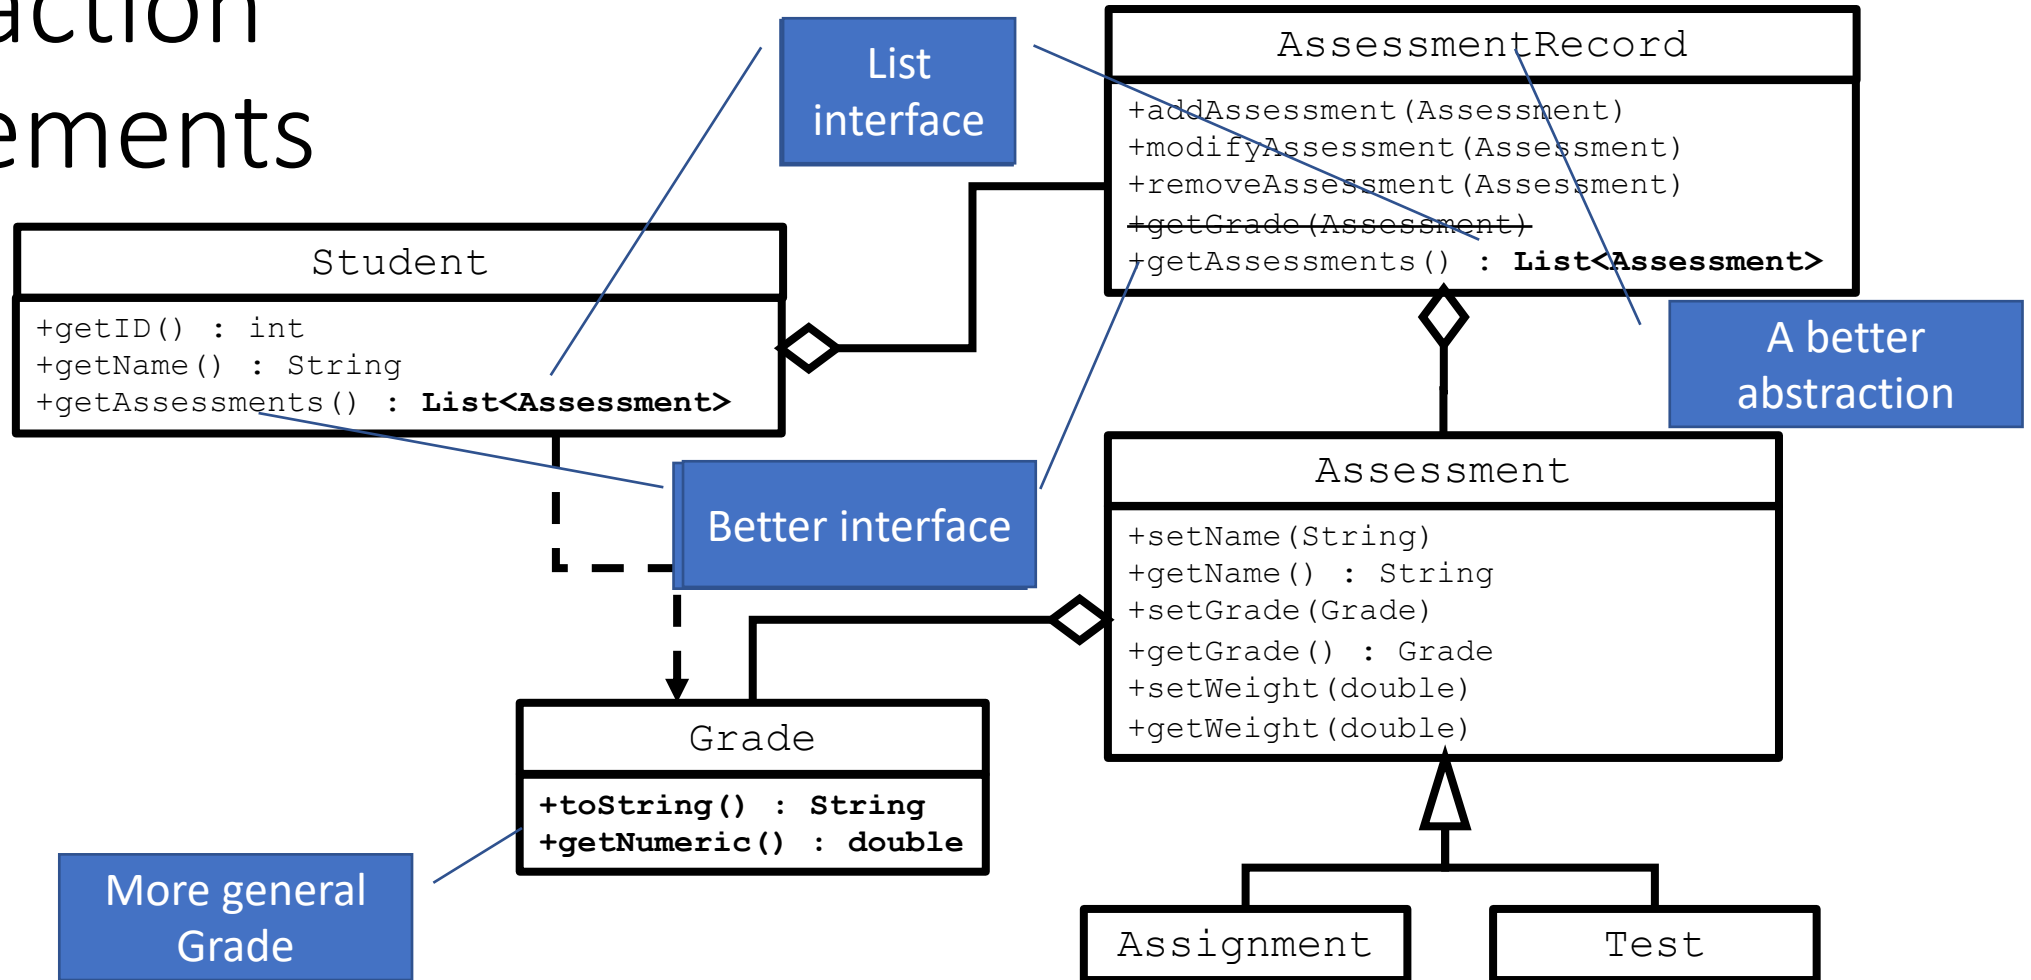 action
ements
List
interface
AssessmentRecord
+addAssessment(Assessment)
+modifyAssessment(Assessment)
+removeAssessment(Assessment)
+getGrade(Assessment)
+getAssessments() : List<Assessment>
Student
+getID() : int
+getName() : String
+getAssessments() : List<Assessment>
A better
abstraction
Better interface
Assessment
+setName(String)
+getName() : String
+setGrade(Grade)
+getGrade() : Grade
+setWeight(double)
+getWeight(double)
Grade
+toString() : String
+getNumeric() : double
More general
Grade
Assignment
Test